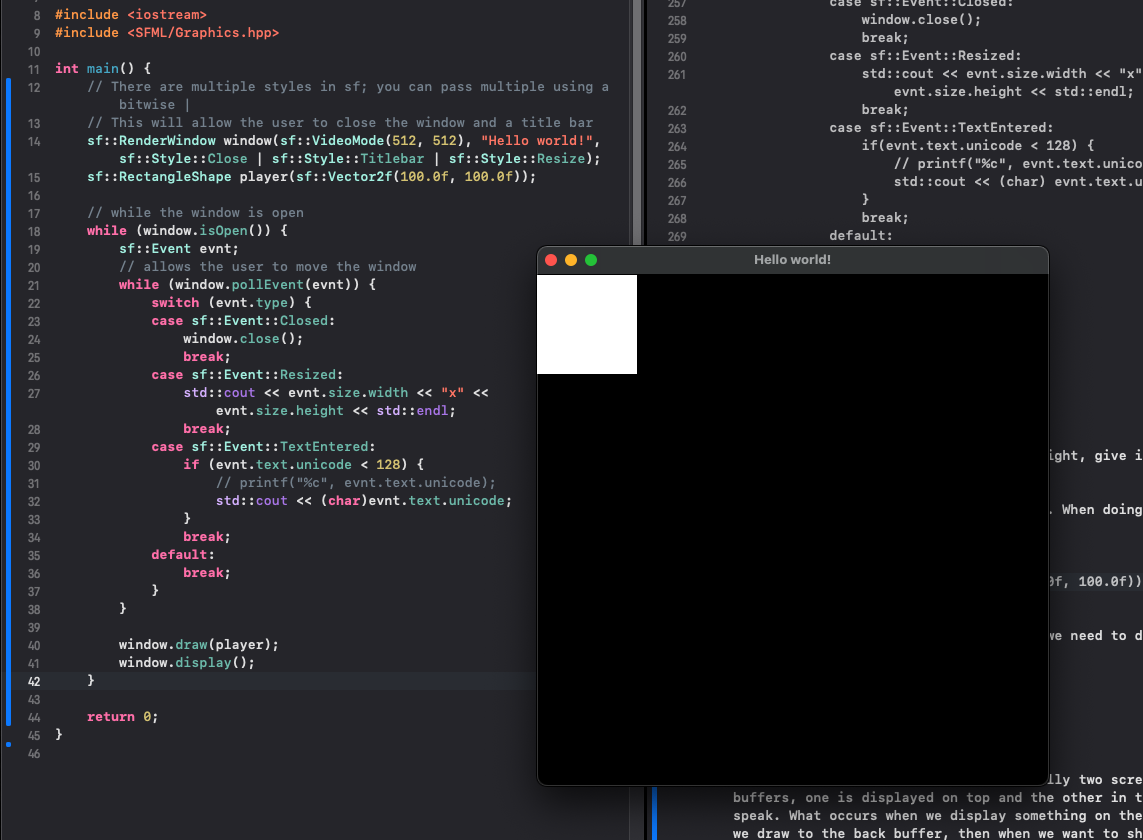 8 #include <iostream>
9 #include <SFML/Graphics.hpp>
10
11 int main() {
12 // There are multiple styles in sf; you can pass multiple using a
bitwise |
13 // This will allow the user to close the window and a title bar
14 sf::RenderWindow window(sf::VideoMode(512, 512), "Hello world!",
sf::Style::Close | sf::Style::Titlebar | sf::Style::Resize);
15 sf::RectangleShape player(sf::Vector2f(100.0f, 100.0f));
16
17 // while the window is open
18 while (window.isOpen()) {
19 sf::Event evnt;
20 // allows the user to move the window
21 while (window.pollEvent(evnt)) {
22 switch (evnt.type) {
23 case sf::Event::Closed:
24 window.close();
25 break;
26 case sf::Event::Resized:
27 std::cout << evnt.size.width << "x" <<
evnt.size.height << std::endl;
28 break;
29 case sf::Event::TextEntered:
30 if (evnt.text.unicode < 128) {
31 // printf("%c", evnt.text.unicode);
32 std::cout << (char)evnt.text.unicode;
33 }
34 break;
35 default:
36 break;
37 }
38 }
39
40 window.draw(player);
41 window.display();
42 }
43
44 return 0;
45 }
46
257 case sf::Event::Closed:
258 window.close();
259 break;
260 case sf::Event::Resized:
261 std::cout << evnt.size.width << "x"
evnt.size.height << std::endl;
262 break;
263 case sf::Event::TextEntered:
264 if(evnt.text.unicode < 128) {
265 // printf("%c", evnt.text.unico
266 std::cout << (char) evnt.text.u
267 }
268 break;
269 default:
Hello world!
ight, give i
. When doing
0f, 100.0f))
we need to d
lly two scre
buffers, one is displayed on top and the other in t
speak. What occurs when we display something on the
we draw to the back buffer, then when we want to sh